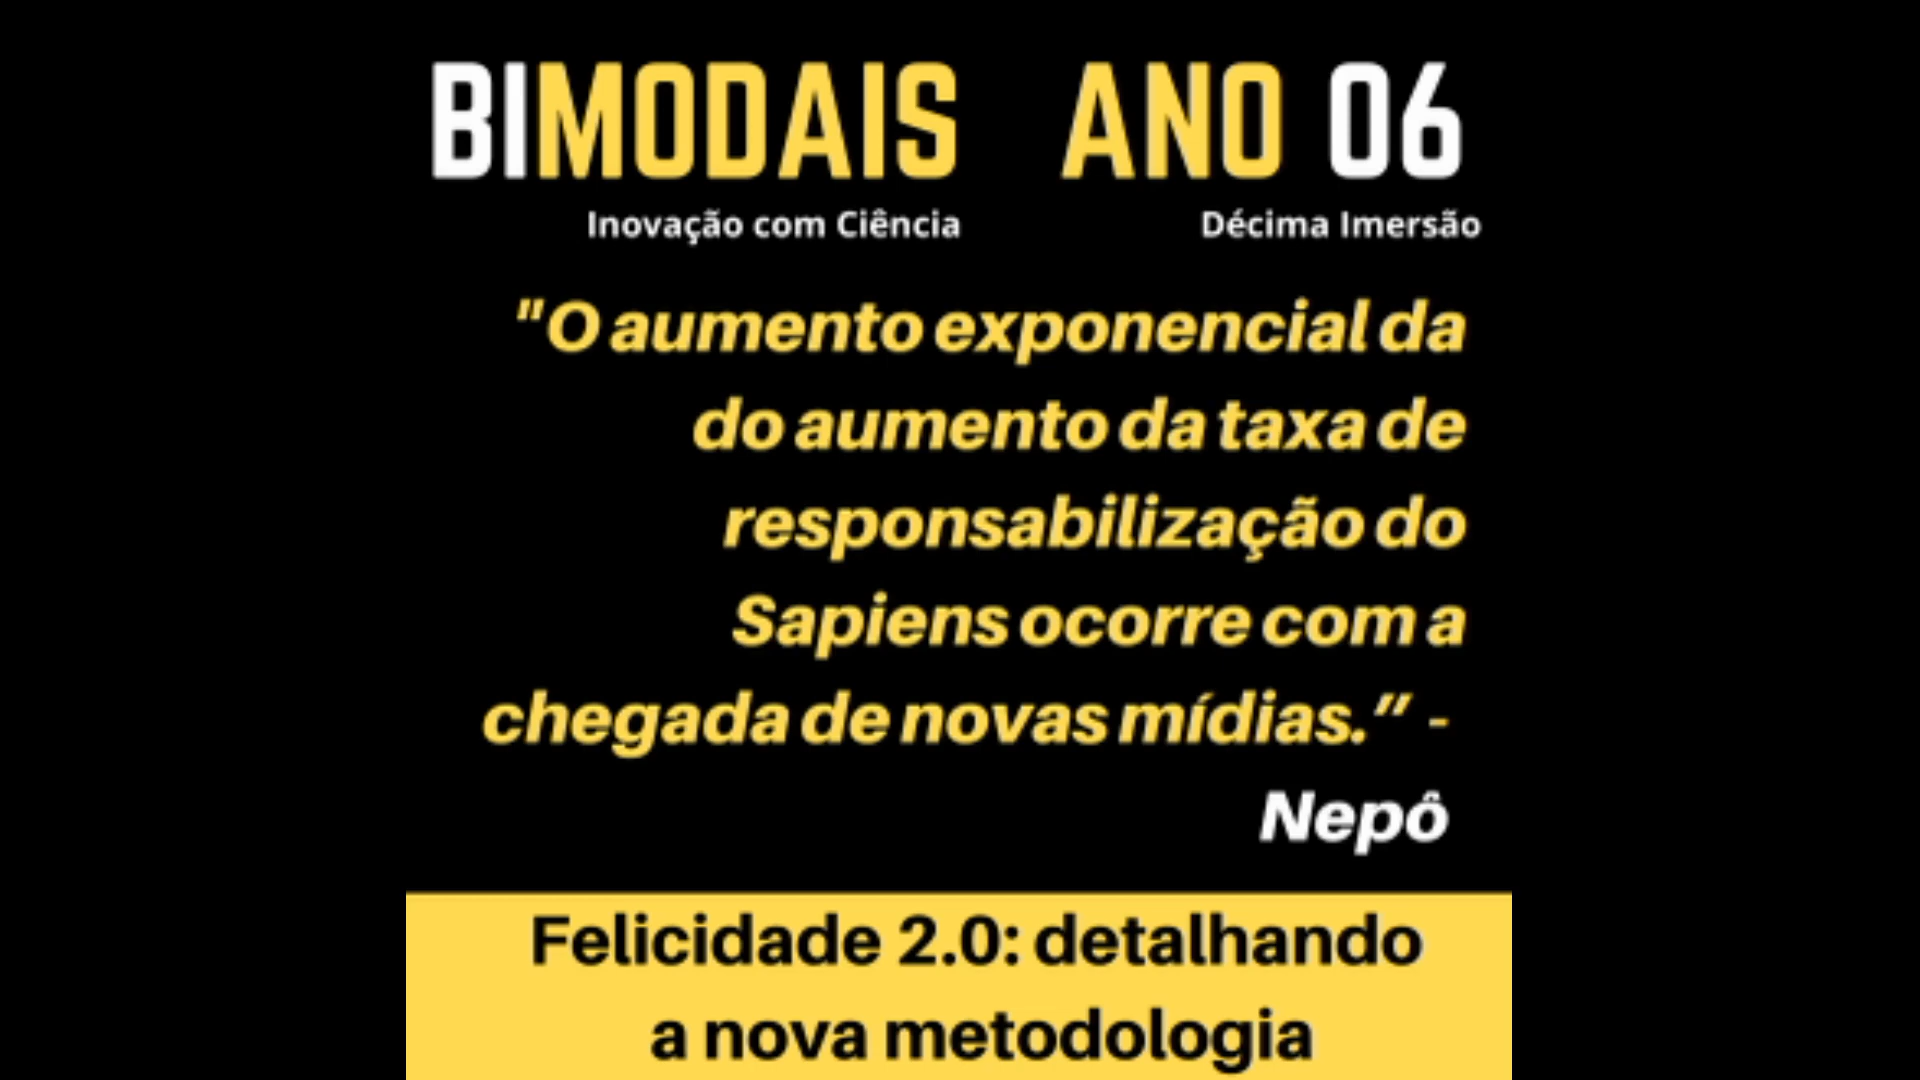 BIMODAIS ANO 06
Inovação com Ciência Décima Imersão
"O aumento exponencial da
do aumento da taxa de
responsabilização do
Sapiens ocorre com a
chegada de novas mídias.” -
Nepô
Felicidade 2.0: detalhando
a nova metodologia